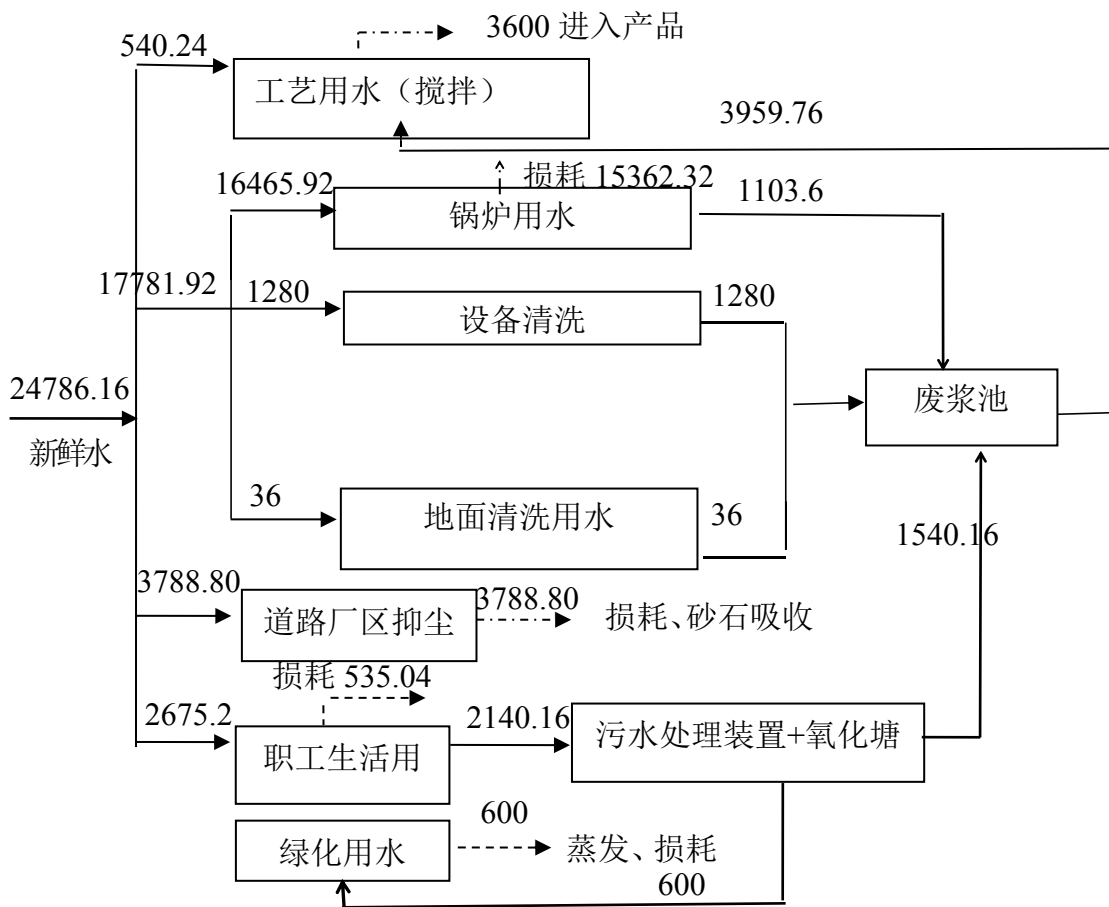 3600 进入产品
540.24
工艺用水（搅拌）
3959.76
损耗 15362.32
16465.92
1103.6
锅炉用水
17781.92
1280
1280
设备清洗
24786.16
新鲜水
废浆池
36
地面清洗用水
36
1540.16
3788.80
道路厂区抑尘
3788.80
损耗、砂石吸收
损耗 535.04
2675.2
职工生活用
2140.16
污水处理装置+氧化塘
绿化用水
600
蒸发、损耗
600